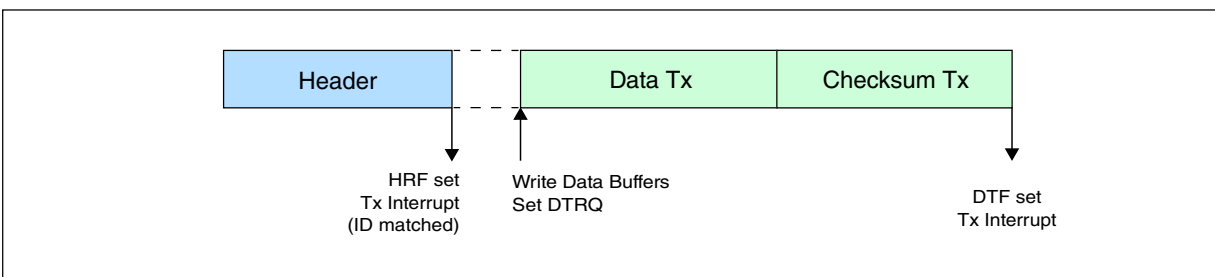 Header
Data Tx
Checksum Tx
HRF set
Tx Interrupt
(ID matched)
Write Data Buffers
Set DTRQ
DTF set
Tx Interrupt